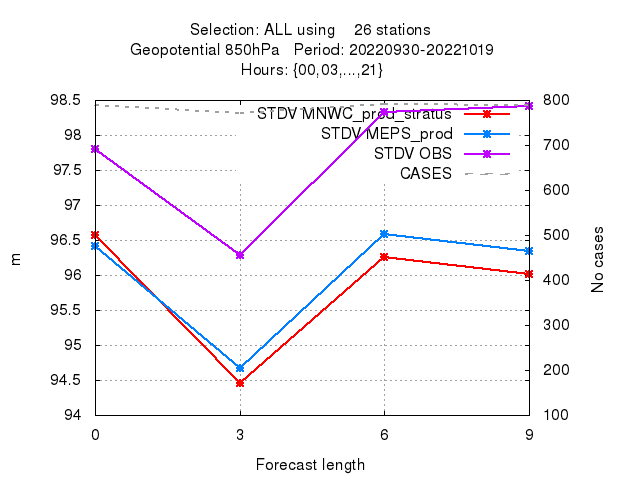 Selection: ALL using    26 stations
Geopotential 850hPa   Period: 20220930-20221019
Hours: {00,03,...,21}
98.5
98
97.5
97
96.5
96
95.5
95
94.5
94
800
700
600
500
400
300
200
100
0
3
6
9
STDV MNWC_prod_stratus
STDV MEPS_prod
STDV OBS
CASES
m
No cases
Forecast length